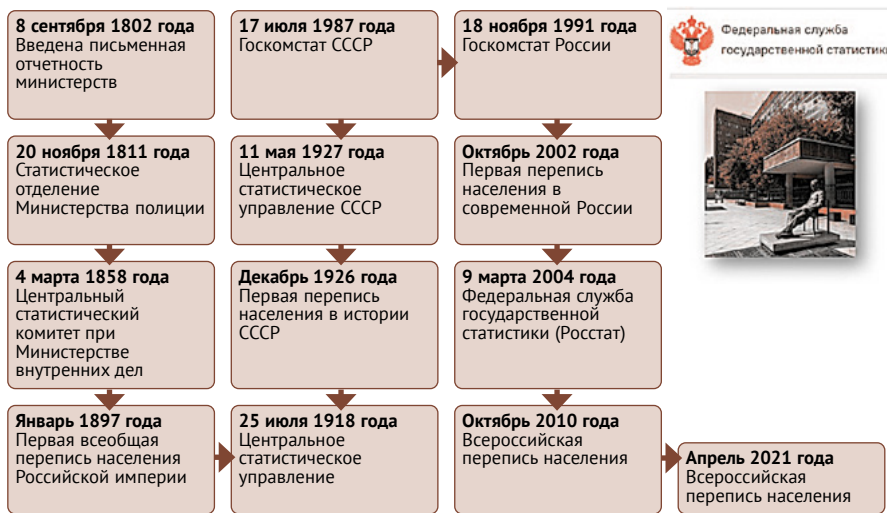 8 сентября 1802 года
Введена письменная
отчетность
министерств
20 ноября 1811 года
Статистическое
отделение
Министерства полиции
4 марта 1858 года
Центральный
статистический
комитет при
Министерстве
внутренних дел
Январь 1897 года
Первая всеобщая
перепись населения
Российской империи
17 июля 1987 года
Госкомстат СССР
11 мая 1927 года
Центральное
статистическое
управление СССР
Декабрь 1926 года
Первая перепись
населения в истории
СССР
25 июля 1918 года
Центральное
статистическое
управление
18 ноября 1991 года
Госкомстат России
Октябрь 2002 года
Первая перепись
населения в
современной России
9 марта 2004 года
Федеральная служба
государственной
статистики (Росстат)
Октябрь 2010 года
Всероссийская
перепись населения
Апрель 2021 года
Всероссийская
перепись населения
Федеральная служба
государственной статистики